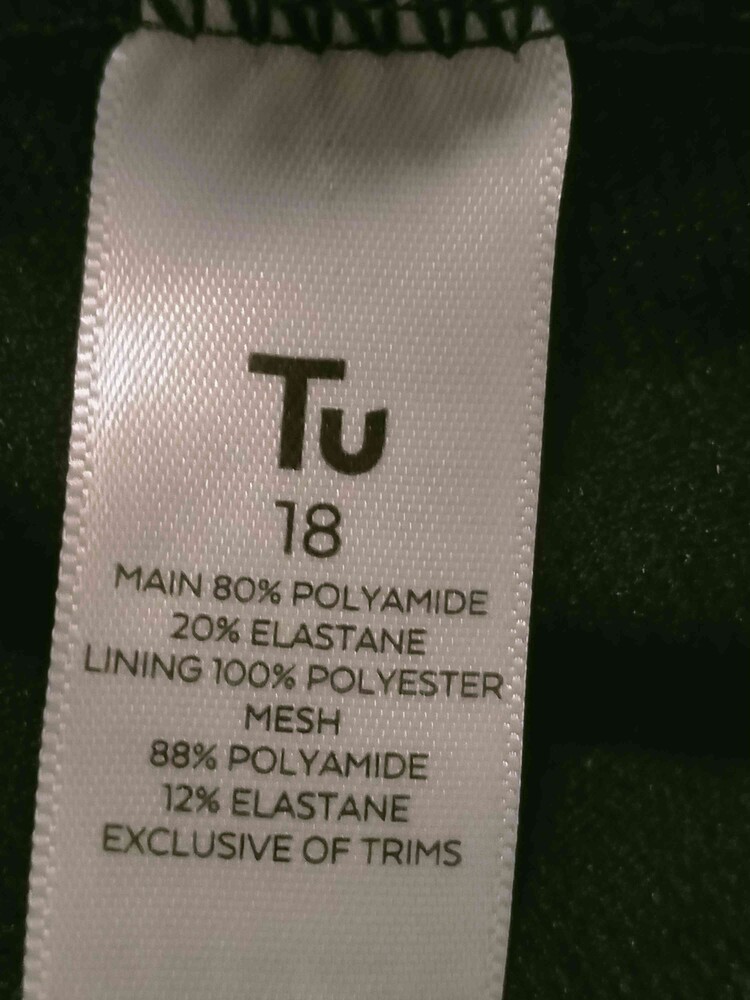 Tu
18
MAIN 80% POLYAMIDE
20% ELASTANE
LINING 100% POLYESTER
MESH
88% POLYAMIDE
12% ELASTANE
EXCLUSIVE OF TRIMS